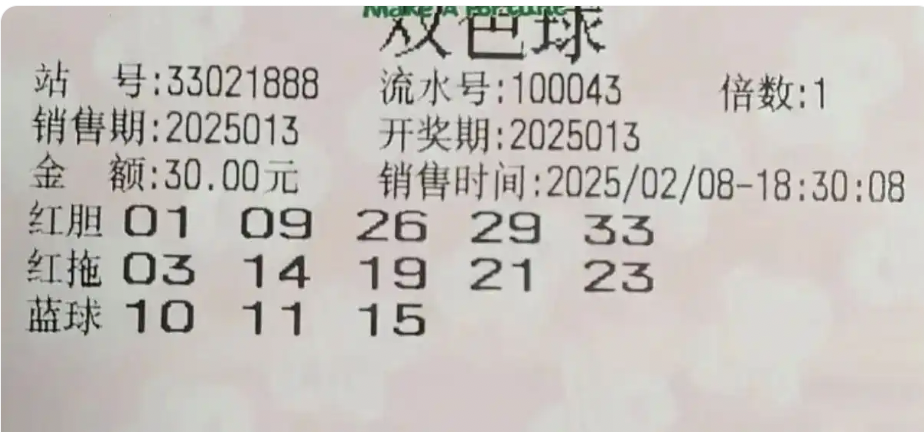 Make A Fortune
双色球
站 号:33021888 流水号:100043 倍数:1
销售期:2025013 开奖期:2025013
金 额:30.00元 销售时间:2025/02/08-18:30:08
红胆 01 09 26 29 33
红拖 03 14 19 21 23
蓝球 10 11 15